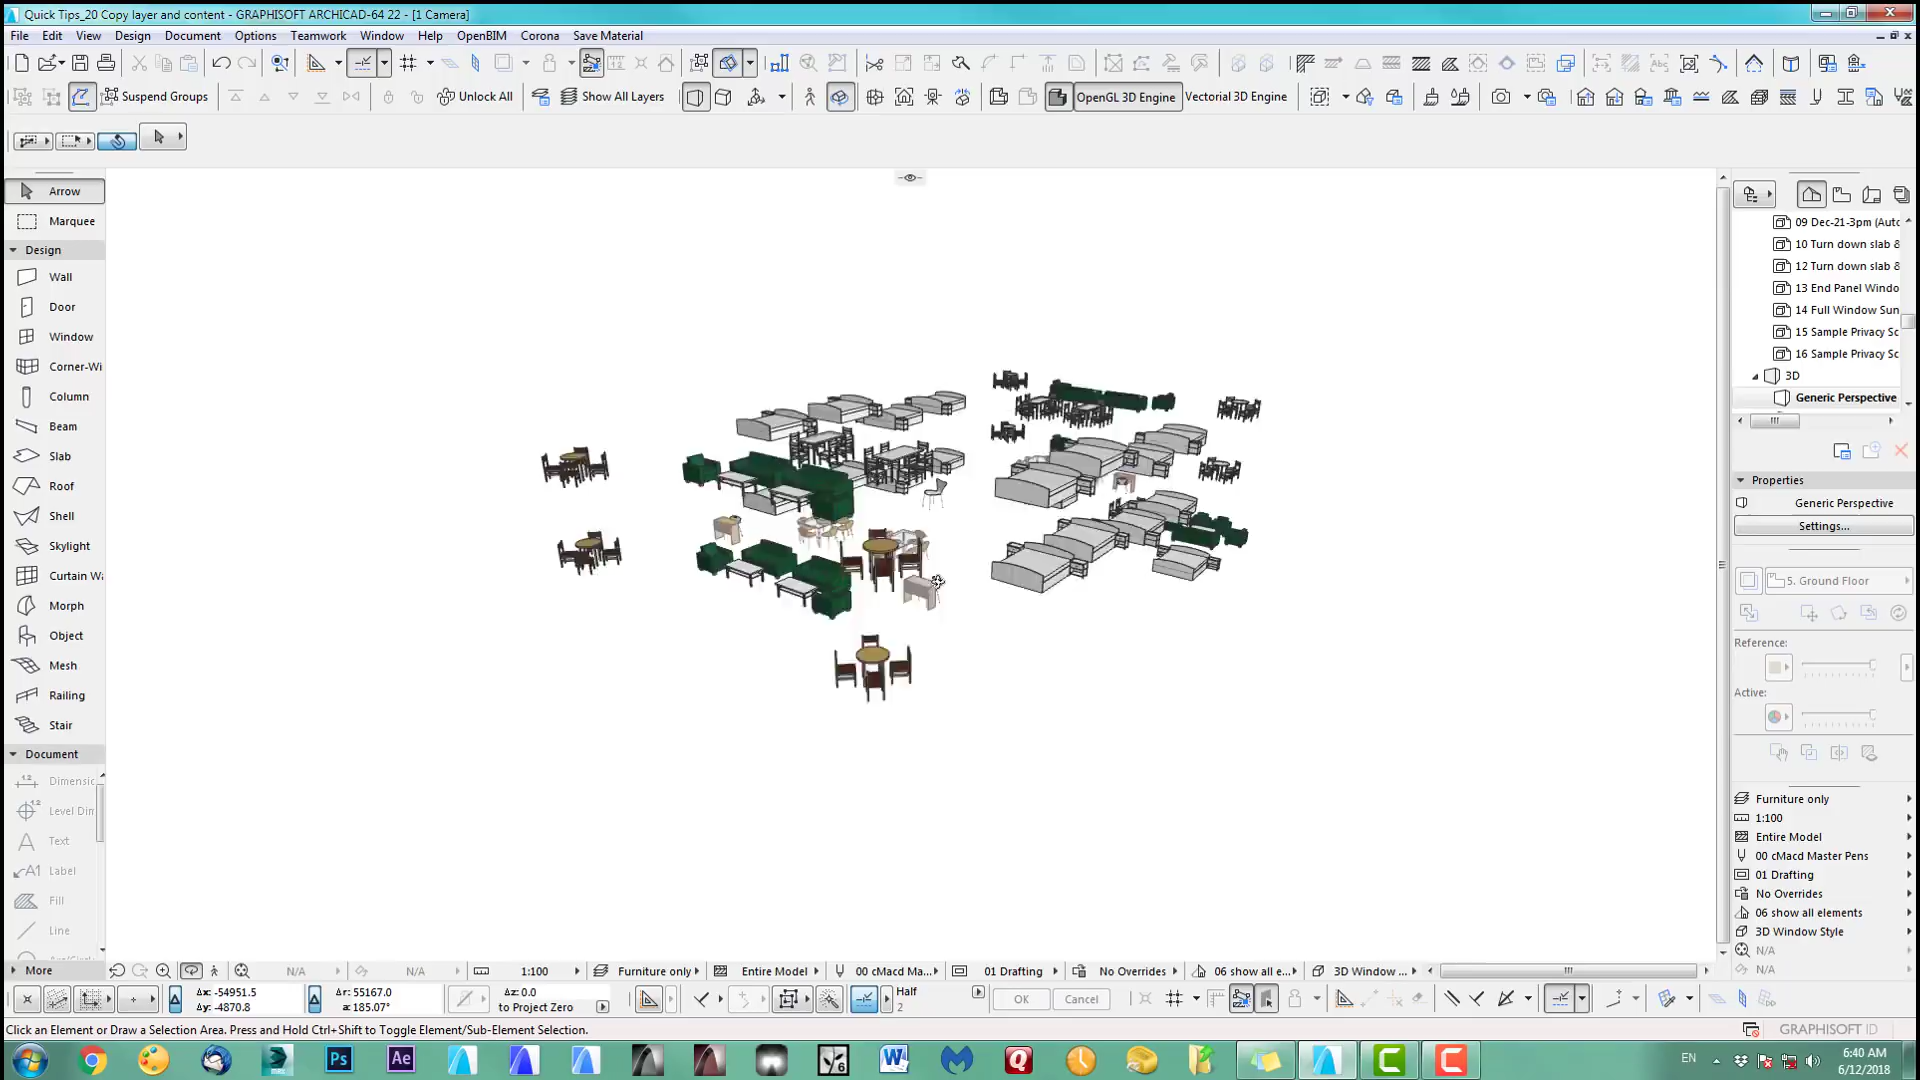 Quick Tips_20 Copy layer and content - GRAPHISOFT ARCHICAD-64 22 - [1 Camera]
File Edit View Design Document Options Teamwork Window Help OpenBIM Corona Save Material
Suspend Groups Unlock All Show All Layers OpenGL 3D Engine Vectorial 3D Engine
Arrow
Marquee
Design
Wall
Door
Window
Corner-Wi
Column
Beam
Slab
Roof
Shell
Skylight
Curtain Wa
Morph
Object
Mesh
Railing
Stair
Document
Dimensic
Level Dim
Text
Label
Fill
Line
More
09 Dec-21-3pm (Autc
10 Turn down slab &
12 Turn down slab &
13 End Panel Windo
14 Full Window Sun
15 Sample Privacy Sc
16 Sample Privacy Sc
3D
Generic Perspective
Properties
Generic Perspective
Settings...
5. Ground Floor
Reference:
Active:
Furniture only
1:100
Entire Model
00 cMacd Master Pens
01 Drafting
No Overrides
06 show all elements
3D Window Style
N/A
N/A
N/A N/A 1:100 Furniture only Entire Model 00 cMacd Ma... 01 Drafting No Overrides 06 show all e... 3D Window ...
Δx: -54951.5 Δr: 55167.0 Δz: 0.0 Half
Δy: -4870.8 a: 185.07° to Project Zero 2 OK Cancel
Click an Element or Draw a Selection Area. Press and Hold Ctrl+Shift to Toggle Element/Sub-Element Selection.
GRAPHISOFT ID
Ps Ae
EN
6:40 AM
6/12/2018